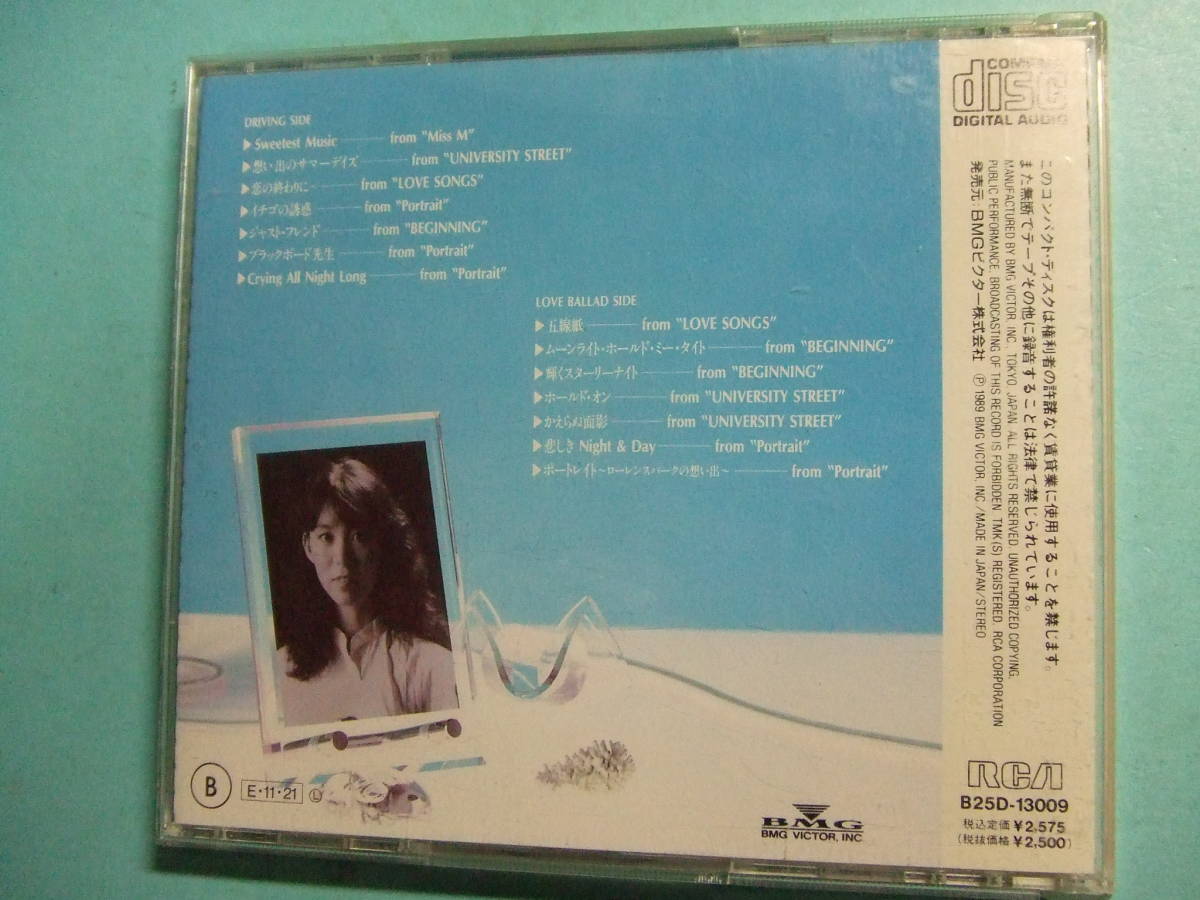 DRIVING SIDE
▶Sweetest Music——from "Miss M"
▶想い出のサマーデイズ——from "UNIVERSITY STREET"
▶恋の終わりに——from "LOVE SONGS"
▶イチゴの誘惑——from "Portrait"
▶ジャスト・フレンド——from "BEGINNING"
▶ブラックボード先生——from "Portrait"
▶Crying All Night Long——from "Portrait"
LOVE BALLAD SIDE
▶五線紙——from "LOVE SONGS"
▶ムーンライト・ホールド・ミー・タイト——from "BEGINNING"
▶輝くスターリーナイト——from "BEGINNING"
▶ホールド・オン——from "UNIVERSITY STREET"
▶かえらぬ面影——from "UNIVERSITY STREET"
▶悲しき Night & Day——from "Portrait"
▶ポートレイト〜ローレンスパークの想い出〜——from "Portrait"
B
E・11・21
L
BMG
BMG VICTOR, INC.
COMPACT
disc
DIGITAL AUDIO
このコンパクト・ディスクは権利者の許諾なく賃貸業に使用することを禁じます。
また無断でテープその他に録音することは法律で禁じられています。
MANUFACTURED BY BMG VICTOR, INC., TOKYO, JAPAN. ALL RIGHTS RESERVED. UNAUTHORIZED COPYING,
PUBLIC PERFORMANCE, BROADCASTING OF THIS RECORD IS FORBIDDEN. TMK(S) REGISTERED. RCA CORPORATION
発売元:BMGビクター株式会社 Ⓟ 1989 BMG VICTOR, INC./MADE IN JAPAN/STEREO
RCA
B25D-13009
税込定価 ¥2,575
(税抜価格 ¥2,500)